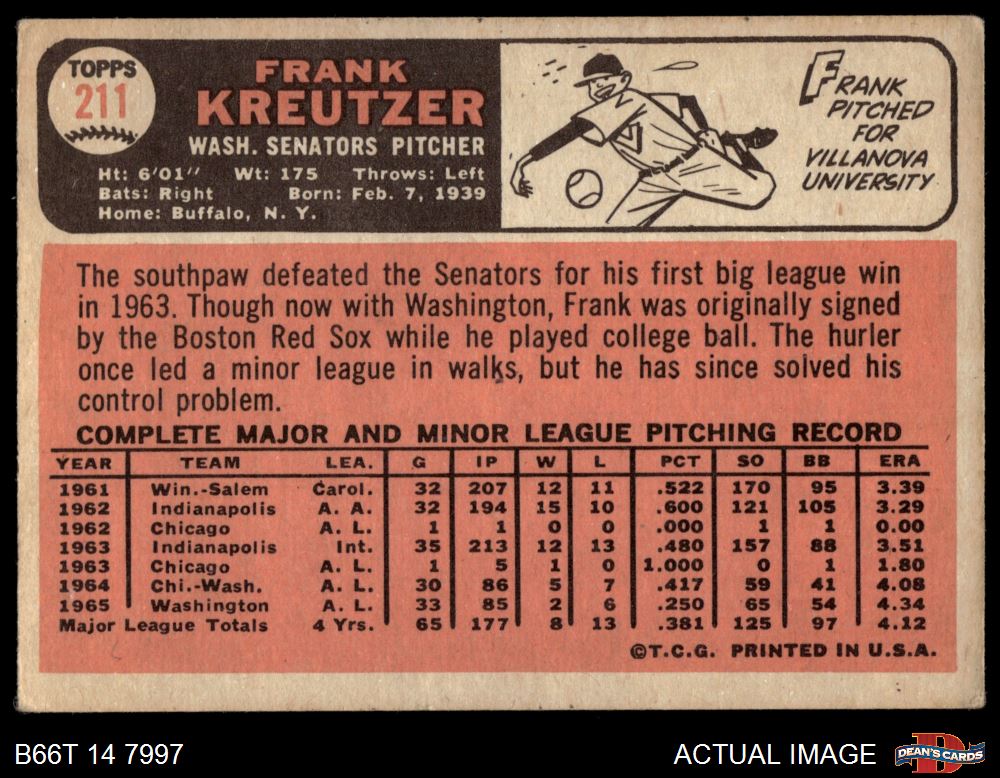 TOPPS
211
FRANK
KREUTZER
WASH. SENATORS PITCHER
Ht: 6'01" Wt: 175 Throws: Left
Bats: Right Born: Feb. 7, 1939
Home: Buffalo, N. Y.
FRANK
PITCHED
FOR
VILLANOVA
UNIVERSITY
The southpaw defeated the Senators for his first big league win
in 1963. Though now with Washington, Frank was originally signed
by the Boston Red Sox while he played college ball. The hurler
once led a minor league in walks, but he has since solved his
control problem.
COMPLETE MAJOR AND MINOR LEAGUE PITCHING RECORD
YEAR TEAM LEA. G IP W L PCT SO BB ERA
1961 Win.-Salem Carol. 32 207 12 11 .522 170 95 3.39
1962 Indianapolis A. A. 32 194 15 10 .600 121 105 3.29
1962 Chicago A. L. 1 1 0 0 .000 1 1 0.00
1963 Indianapolis Int. 35 213 12 13 .480 157 88 3.51
1963 Chicago A. L. 1 5 1 0 1.000 0 1 1.80
1964 Chi.-Wash. A. L. 30 86 5 7 .417 59 41 4.08
1965 Washington A. L. 33 85 2 6 .250 65 54 4.34
Major League Totals 4 Yrs. 65 177 8 13 .381 125 97 4.12
©T.C.G. PRINTED IN U.S.A.
B66T 14 7997
ACTUAL IMAGE
DEAN'S CARDS